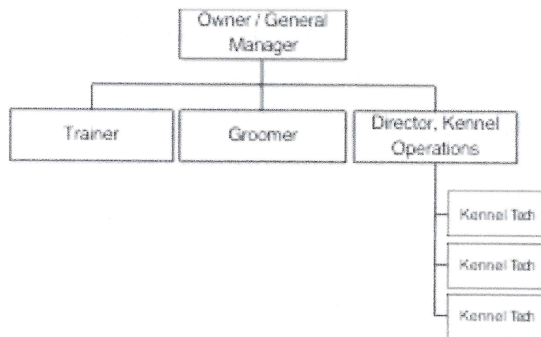 Owner / General
Manager
Trainer
Groomer
Director, Kennel
Operations
Kennel Tech
Kennel Tech
Kennel Tech